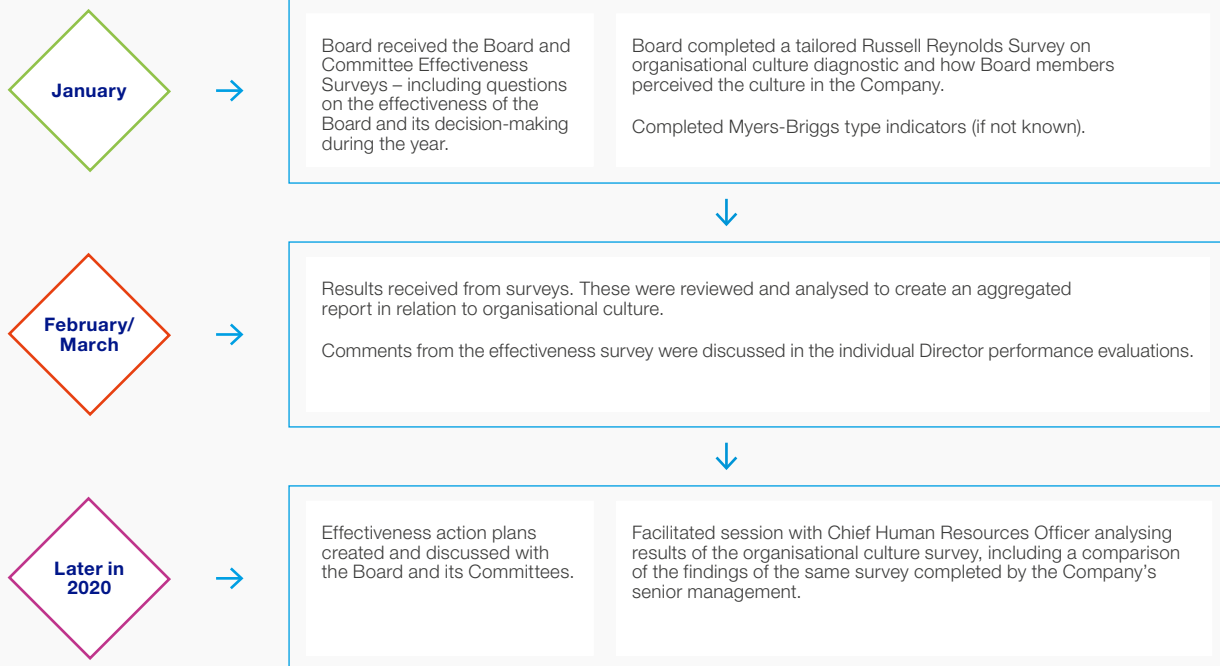 January
Board received the Board and
Committee Effectiveness
Surveys – including questions
on the effectiveness of the
Board and its decision-making
during the year.
Board completed a tailored Russell Reynolds Survey on
organisational culture diagnostic and how Board members
perceived the culture in the Company.
Completed Myers-Briggs type indicators (if not known).
February/
March
Results received from surveys. These were reviewed and analysed to create an aggregated
report in relation to organisational culture.
Comments from the effectiveness survey were discussed in the individual Director performance evaluations.
Later in
2020
Effectiveness action plans
created and discussed with
the Board and its Committees.
Facilitated session with Chief Human Resources Officer analysing
results of the organisational culture survey, including a comparison
of the findings of the same survey completed by the Company’s
senior management.